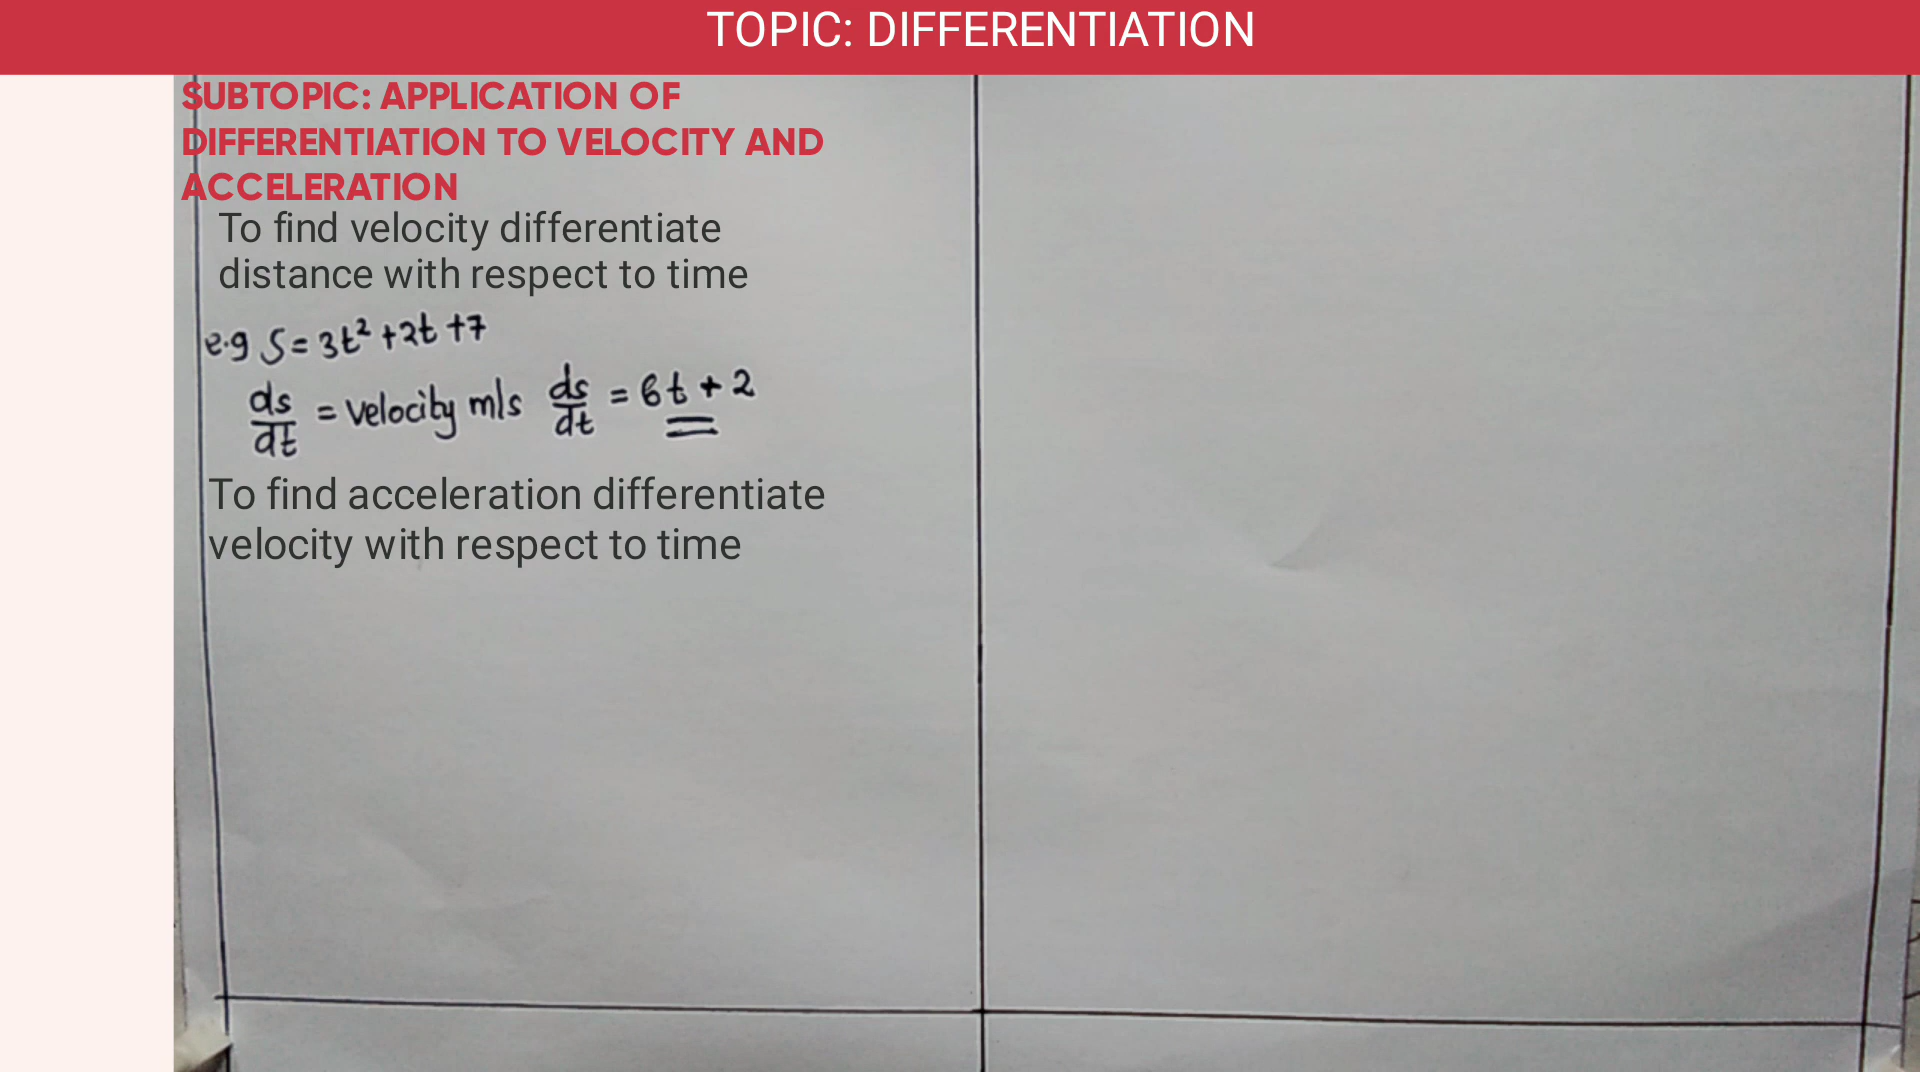 TOPIC: DIFFERENTIATION
SUBTOPIC: APPLICATION OF
DIFFERENTIATION TO VELOCITY AND
ACCELERATION
To find velocity differentiate
distance with respect to time
e.g S = 3t² + 2t + 7
ds/dt = velocity m/s ds/dt = 6t + 2
To find acceleration differentiate
velocity with respect to time